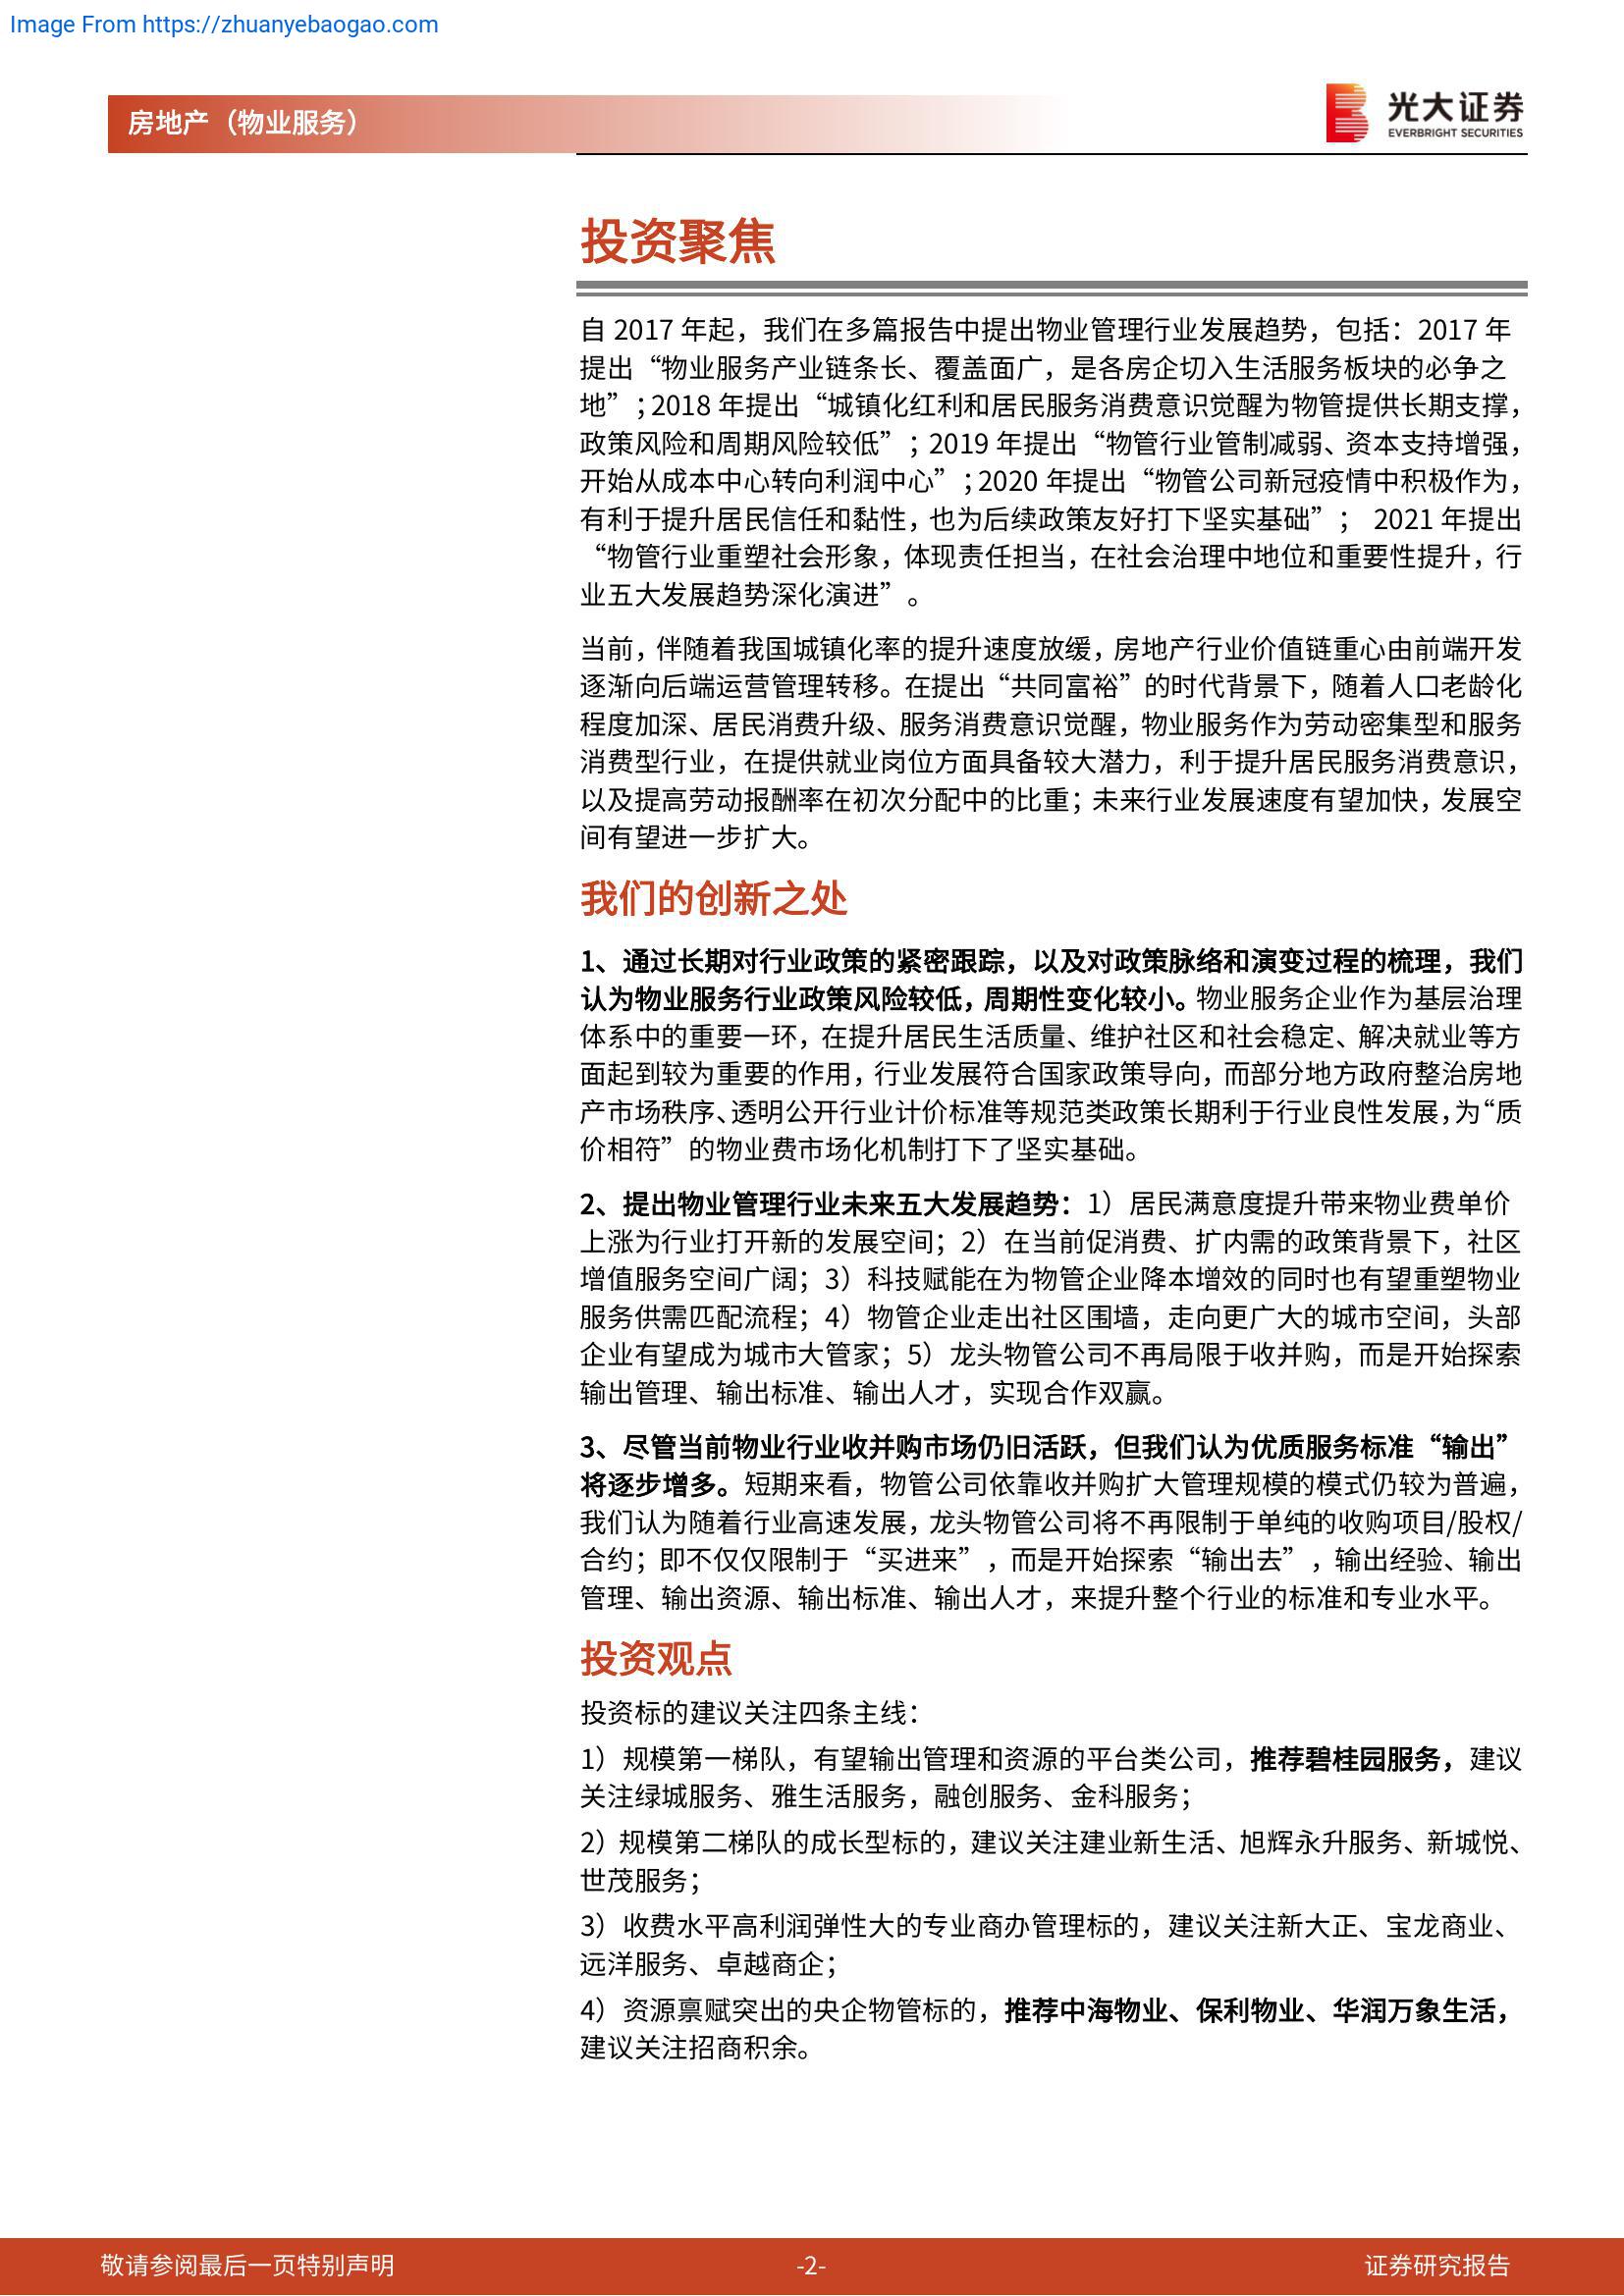 Image From https://zhuanyebaogao.com
房地产（物业服务）
光大证券
EVERBRIGHT SECURITIES
投资聚焦
自 2017 年起，我们在多篇报告中提出物业管理行业发展趋势，包括：2017 年
提出“物业服务产业链条长、覆盖面广，是各房企切入生活服务板块的必争之
地”；2018 年提出“城镇化红利和居民服务消费意识觉醒为物管提供长期支撑，
政策风险和周期风险较低”；2019 年提出“物管行业管制减弱、资本支持增强，
开始从成本中心转向利润中心”；2020 年提出“物管公司新冠疫情中积极作为，
有利于提升居民信任和黏性，也为后续政策友好打下坚实基础”； 2021 年提出
“物管行业重塑社会形象，体现责任担当，在社会治理中地位和重要性提升，行
业五大发展趋势深化演进”。
当前，伴随着我国城镇化率的提升速度放缓，房地产行业价值链重心由前端开发
逐渐向后端运营管理转移。在提出“共同富裕”的时代背景下，随着人口老龄化
程度加深、居民消费升级、服务消费意识觉醒，物业服务作为劳动密集型和服务
消费型行业，在提供就业岗位方面具备较大潜力，利于提升居民服务消费意识，
以及提高劳动报酬率在初次分配中的比重；未来行业发展速度有望加快，发展空
间有望进一步扩大。
我们的创新之处
1、通过长期对行业政策的紧密跟踪，以及对政策脉络和演变过程的梳理，我们
认为物业服务行业政策风险较低，周期性变化较小。物业服务企业作为基层治理
体系中的重要一环，在提升居民生活质量、维护社区和社会稳定、解决就业等方
面起到较为重要的作用，行业发展符合国家政策导向，而部分地方政府整治房地
产市场秩序、透明公开行业计价标准等规范类政策长期利于行业良性发展，为“质
价相符”的物业费市场化机制打下了坚实基础。
2、提出物业管理行业未来五大发展趋势：1）居民满意度提升带来物业费单价
上涨为行业打开新的发展空间；2）在当前促消费、扩内需的政策背景下，社区
增值服务空间广阔；3）科技赋能在为物管企业降本增效的同时也有望重塑物业
服务供需匹配流程；4）物管企业走出社区围墙，走向更广大的城市空间，头部
企业有望成为城市大管家；5）龙头物管公司不再局限于收并购，而是开始探索
输出管理、输出标准、输出人才，实现合作双赢。
3、尽管当前物业行业收并购市场仍旧活跃，但我们认为优质服务标准“输出”
将逐步增多。短期来看，物管公司依靠收并购扩大管理规模的模式仍较为普遍，
我们认为随着行业高速发展，龙头物管公司将不再限制于单纯的收购项目/股权/
合约；即不仅仅限制于“买进来”，而是开始探索“输出去”，输出经验、输出
管理、输出资源、输出标准、输出人才，来提升整个行业的标准和专业水平。
投资观点
投资标的建议关注四条主线：
1）规模第一梯队，有望输出管理和资源的平台类公司，推荐碧桂园服务，建议
关注绿城服务、雅生活服务，融创服务、金科服务；
2）规模第二梯队的成长型标的，建议关注建业新生活、旭辉永升服务、新城悦、
世茂服务；
3）收费水平高利润弹性大的专业商办管理标的，建议关注新大正、宝龙商业、
远洋服务、卓越商企；
4）资源禀赋突出的央企物管标的，推荐中海物业、保利物业、华润万象生活，
建议关注招商积余。
敬请参阅最后一页特别声明
-2-
证券研究报告